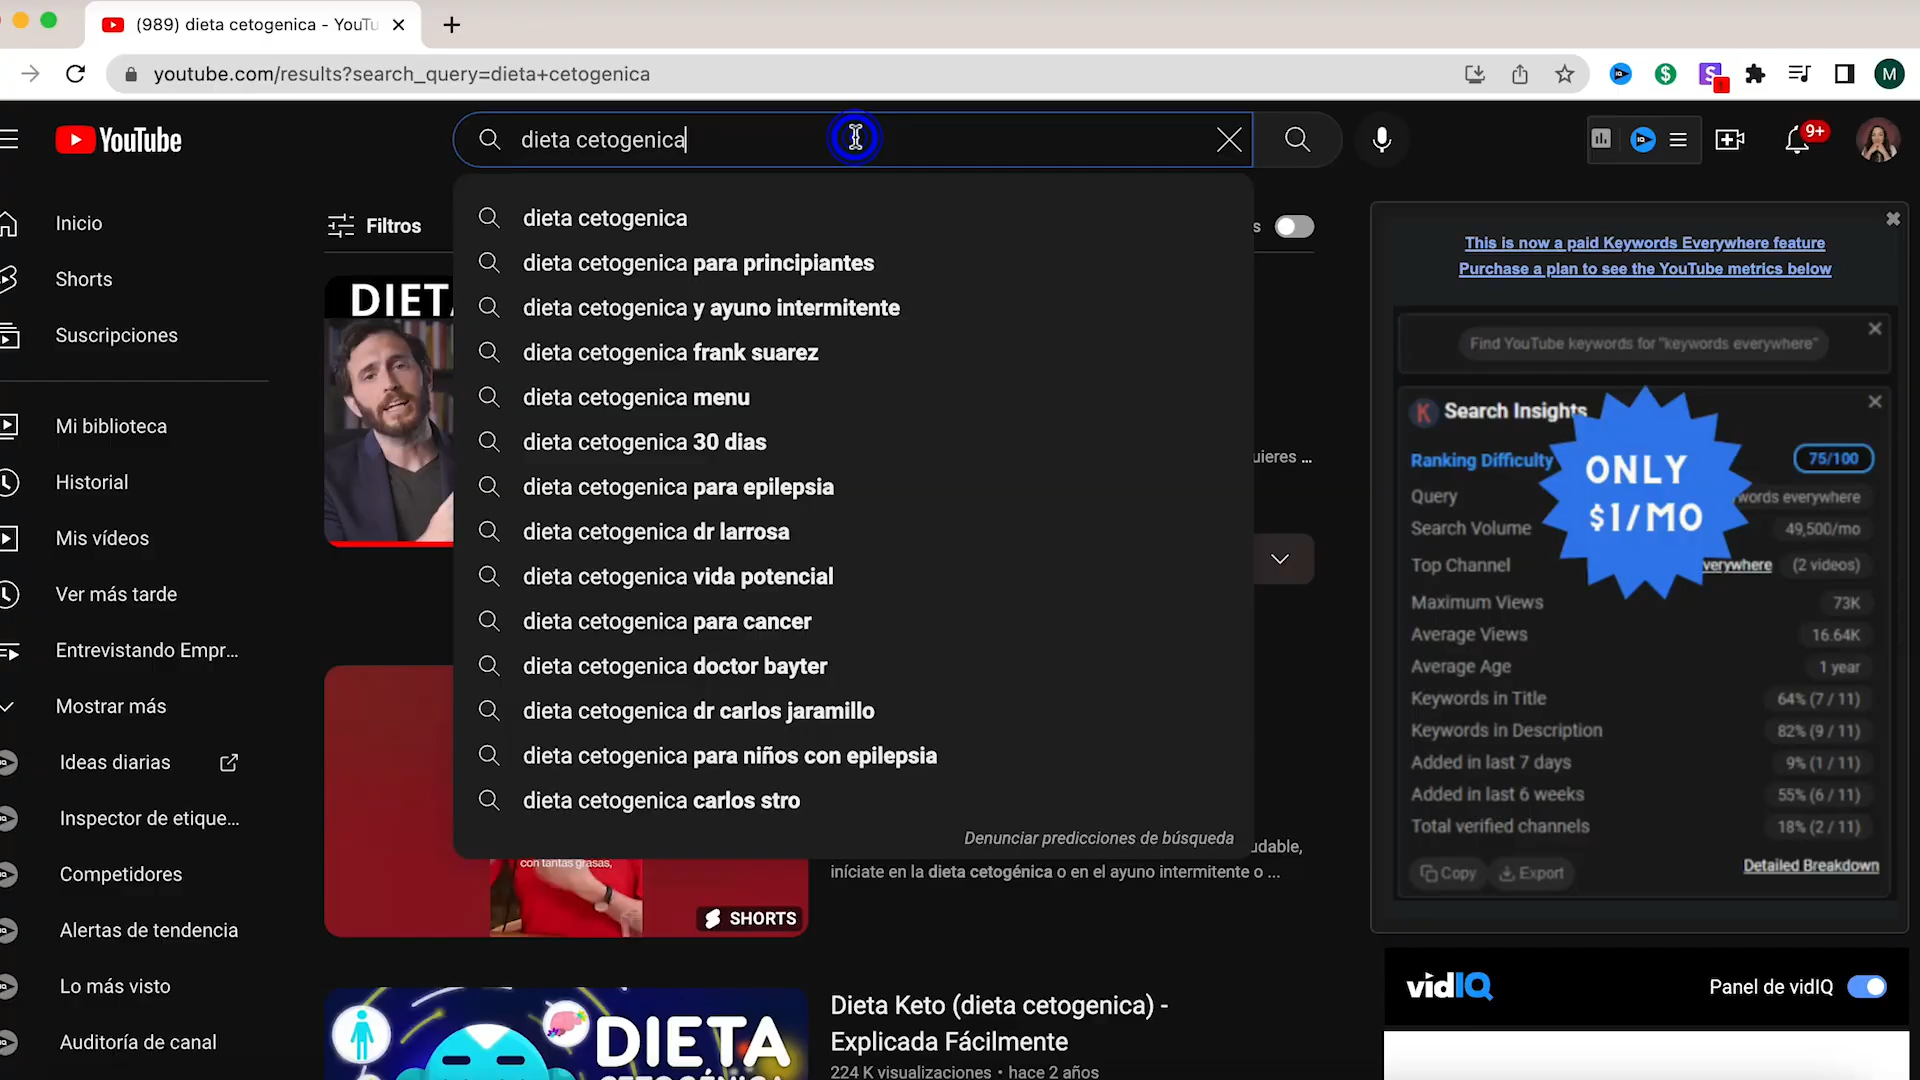 (989) dieta cetogenica - YouTu
youtube.com/results?search_query=dieta+cetogenica
M
YouTube
dieta cetogenica
9+
Inicio
Shorts
Suscripciones
Mi biblioteca
Historial
Mis vídeos
Ver más tarde
Entrevistando Empr...
Mostrar más
Ideas diarias
Inspector de etique...
Competidores
Alertas de tendencia
Lo más visto
Auditoría de canal
Filtros
s
dieta cetogenica
dieta cetogenica para principiantes
dieta cetogenica y ayuno intermitente
dieta cetogenica frank suarez
dieta cetogenica menu
dieta cetogenica 30 dias
dieta cetogenica para epilepsia
dieta cetogenica dr larrosa
dieta cetogenica vida potencial
dieta cetogenica para cancer
dieta cetogenica doctor bayter
dieta cetogenica dr carlos jaramillo
dieta cetogenica para niños con epilepsia
dieta cetogenica carlos stro
Denunciar predicciones de búsqueda
DIETA
uieres ...
con tantas grasas,
SHORTS
udable,
iníciate en la dieta cetogénica o en el ayuno intermitente o ...
DIETA
CETOGÉNICA
Dieta Keto (dieta cetogenica) -
Explicada Fácilmente
224 K visualizaciones • hace 2 años
This is now a paid Keywords Everywhere feature
Purchase a plan to see the YouTube metrics below
Find YouTube keywords for "keywords everywhere"
K Search Insights
Ranking Difficulty 75/100
Query words everywhere
Search Volume 49,500/mo
Top Channel verywhere (2 videos)
Maximum Views 73K
Average Views 16.64K
Average Age 1 year
Keywords in Title 64% (7 / 11)
Keywords in Description 82% (9 / 11)
Added in last 7 days 9% (1 / 11)
Added in last 6 weeks 55% (6 / 11)
Total verified channels 18% (2 / 11)
Copy Export Detailed Breakdown
ONLY
$1/MO
vidIQ Panel de vidIQ